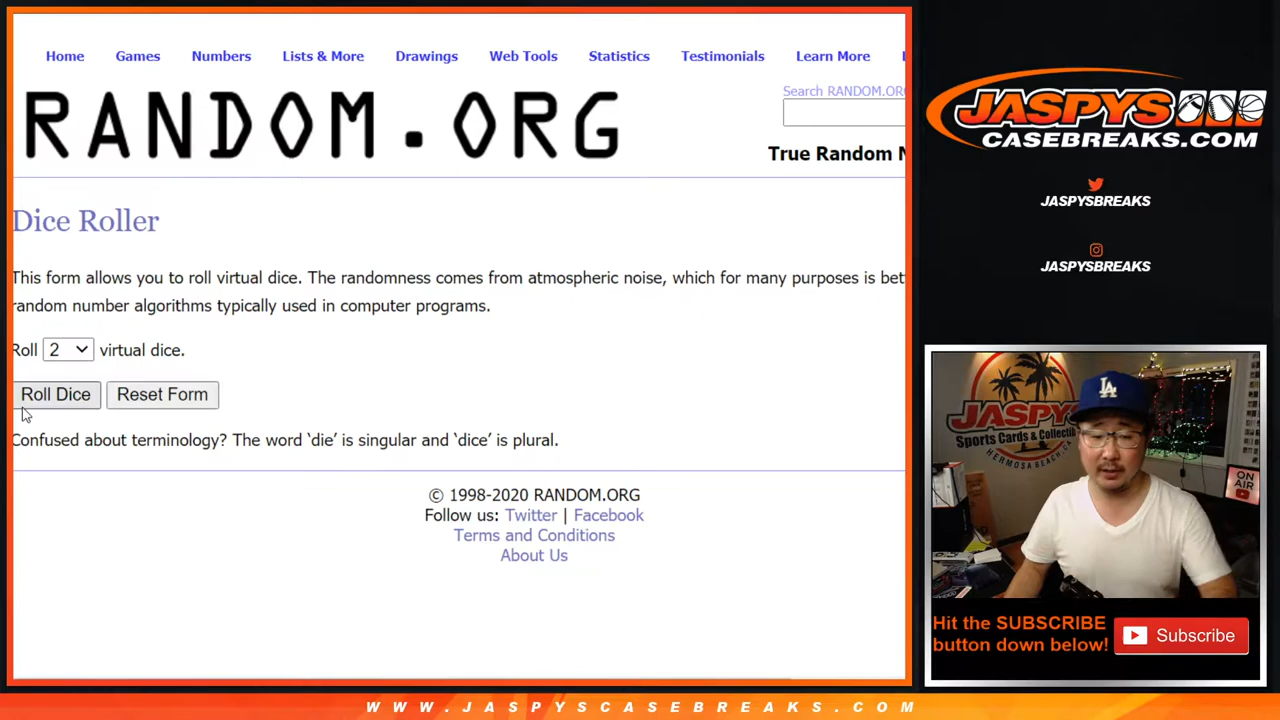 Home Games Numbers Lists & More Drawings Web Tools Statistics Testimonials Learn More
RANDOM.ORG
Search RANDOM.ORG
True Random N
Dice Roller
This form allows you to roll virtual dice. The randomness comes from atmospheric noise, which for many purposes is bet
random number algorithms typically used in computer programs.
Roll 2 virtual dice.
Roll Dice Reset Form
Confused about terminology? The word ‘die’ is singular and ‘dice’ is plural.
© 1998-2020 RANDOM.ORG
Follow us: Twitter | Facebook
Terms and Conditions
About Us
JASPYS
CASEBREAKS.COM
JASPYSBREAKS
JASPYSBREAKS
JASPYS
Sports Cards & Collectib
HERMOSA BEACH, CA
LA
ON
AIR
Hit the SUBSCRIBE
button down below!
Subscribe
WWW.JASPYSCASEBREAKS.COM